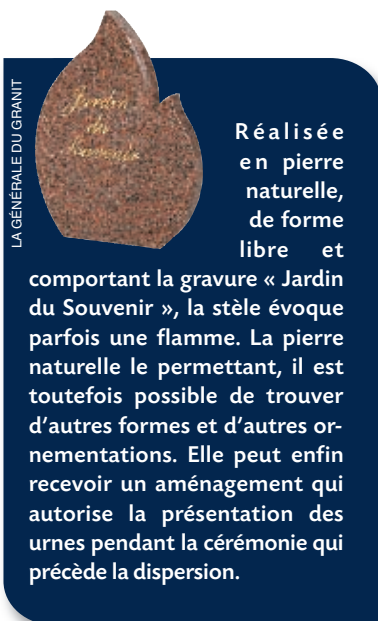 LA GÉNÉRALE DU GRANIT
Jardin
du
Souvenir
Réalisée
en pierre
naturelle,
de forme
libre et
comportant la gravure « Jardin
du Souvenir », la stèle évoque
parfois une flamme. La pierre
naturelle le permettant, il est
toutefois possible de trouver
d’autres formes et d’autres or-
nementations. Elle peut enfin
recevoir un aménagement qui
autorise la présentation des
urnes pendant la cérémonie qui
précède la dispersion.